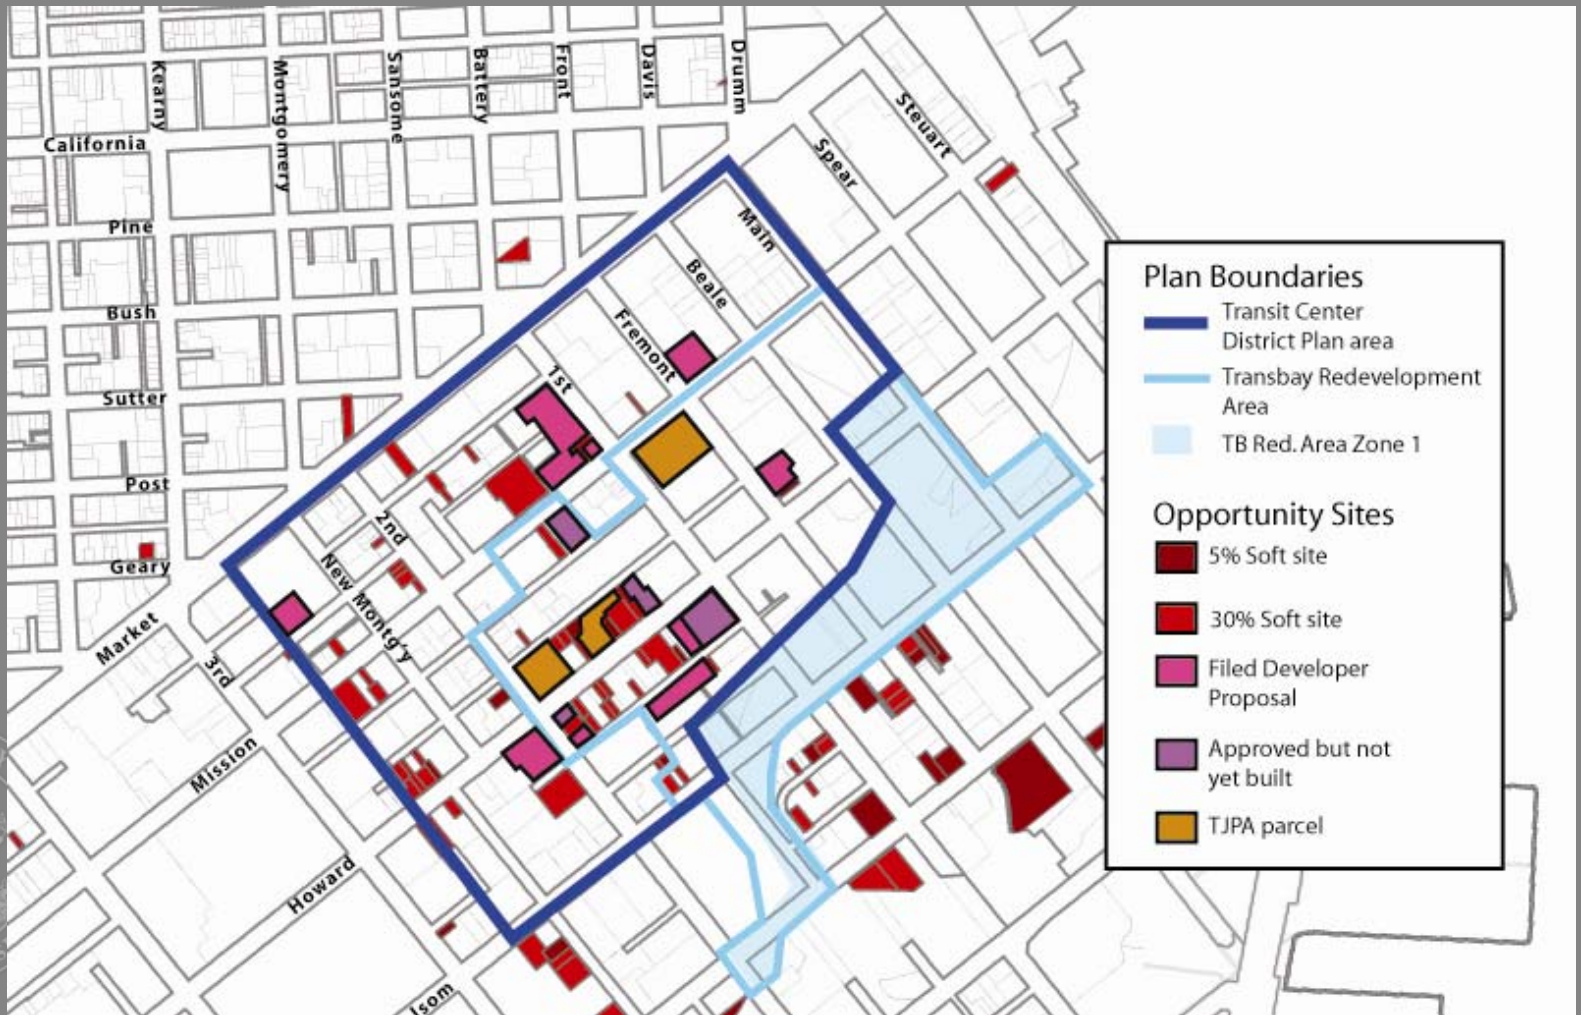 Kearny
Montgomery
Sansome
Battery
Front
Davis
Drumm
California
Steuart
Spear
Pine
Main
Beale
Bush
Fremont
1st
Sutter
Post
2nd
Geary
New Montg'y
Market
3rd
Mission
Howard
lsom
Plan Boundaries
Transit Center
District Plan area
Transbay Redevelopment
Area
TB Red. Area Zone 1
Opportunity Sites
5% Soft site
30% Soft site
Filed Developer
Proposal
Approved but not
yet built
TJPA parcel